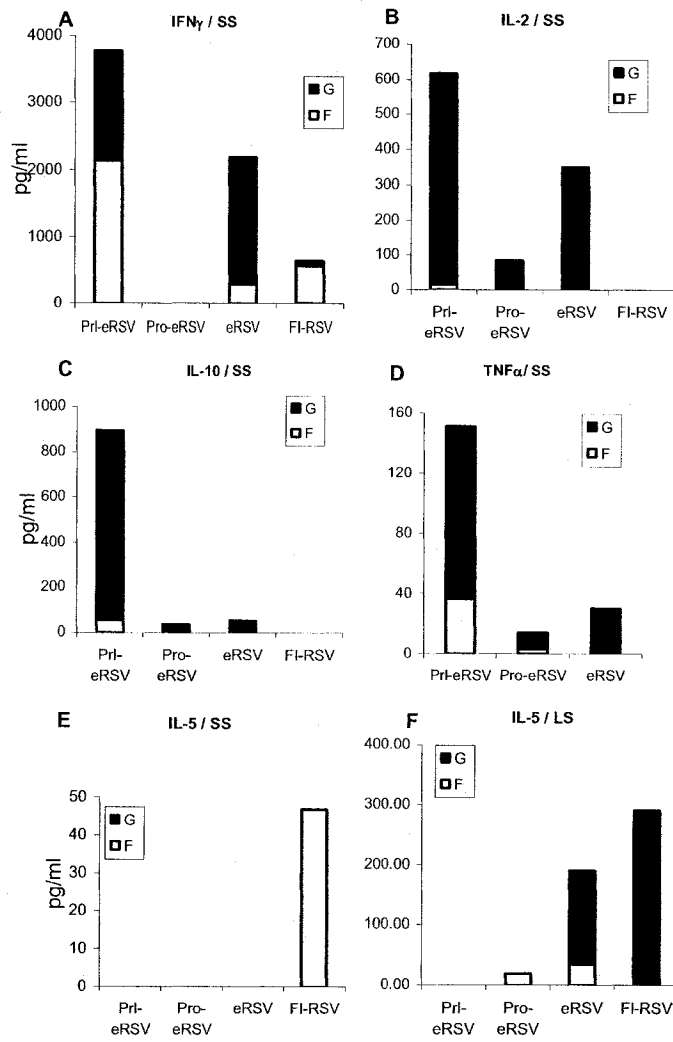 A
IFNγ / SS
4000
3000
2000
1000
0
pg/ml
G
F
Prl-eRSV Pro-eRSV eRSV FI-RSV
B
IL-2 / SS
700
600
500
400
300
200
100
0
G
F
Prl-
eRSV
Pro-
eRSV
eRSV
FI-RSV
C
IL-10 / SS
1000
800
600
400
200
0
pg/ml
G
F
Prl-
eRSV
Pro-
eRSV
eRSV
FI-RSV
D
TNFα/ SS
160
120
80
40
0
G
F
Prl-eRSV Pro-eRSV eRSV
E
IL-5 / SS
50
40
30
20
10
0
pg/ml
G
F
Prl-
eRSV
Pro-
eRSV
eRSV
FI-RSV
F
IL-5 / LS
400.00
300.00
200.00
100.00
0.00
G
F
Prl-
eRSV
Pro-
eRSV
eRSV
FI-RSV